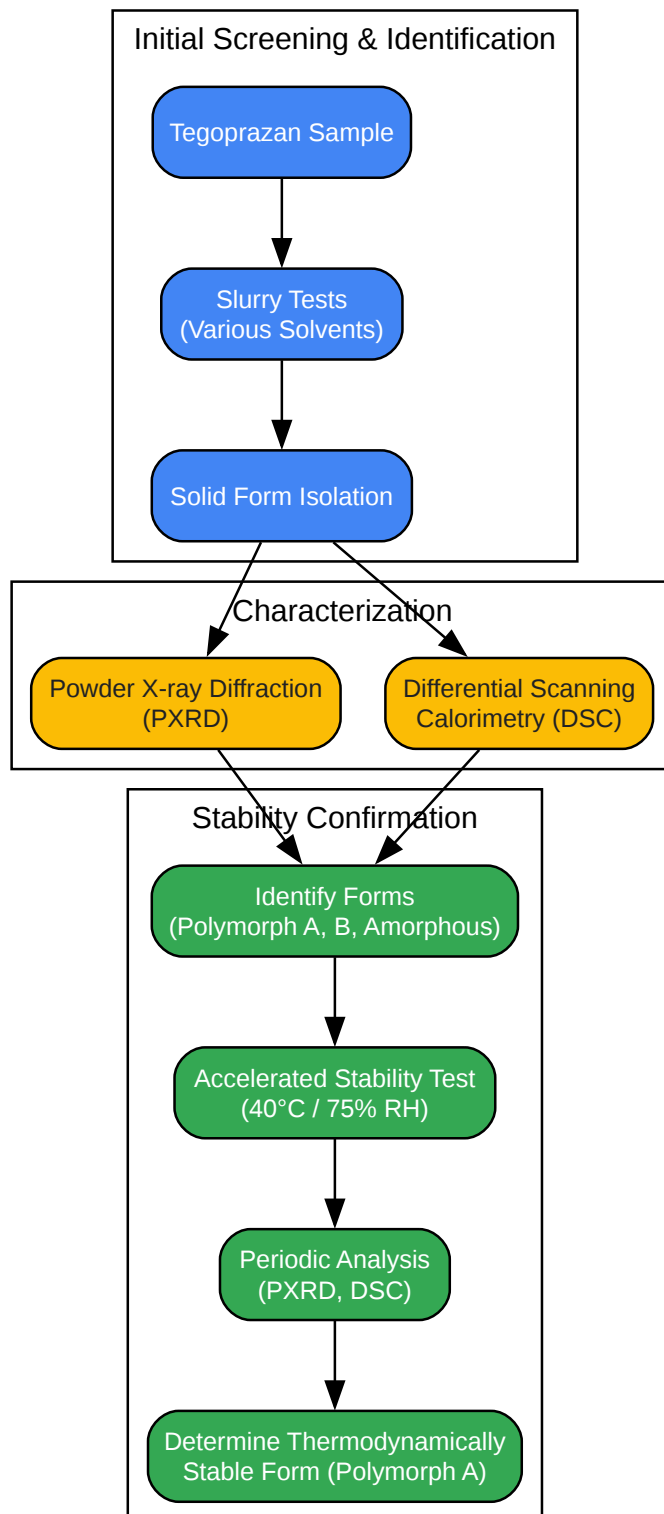 Initial Screening & Identification
Tegoprazan Sample
Slurry Tests
(Various Solvents)
Solid Form Isolation
Characterization
Powder X-ray Diffraction
(PXRD)
Differential Scanning
Calorimetry (DSC)
Stability Confirmation
Identify Forms
(Polymorph A, B, Amorphous)
Accelerated Stability Test
(40°C / 75% RH)
Periodic Analysis
(PXRD, DSC)
Determine Thermodynamically
Stable Form (Polymorph A)